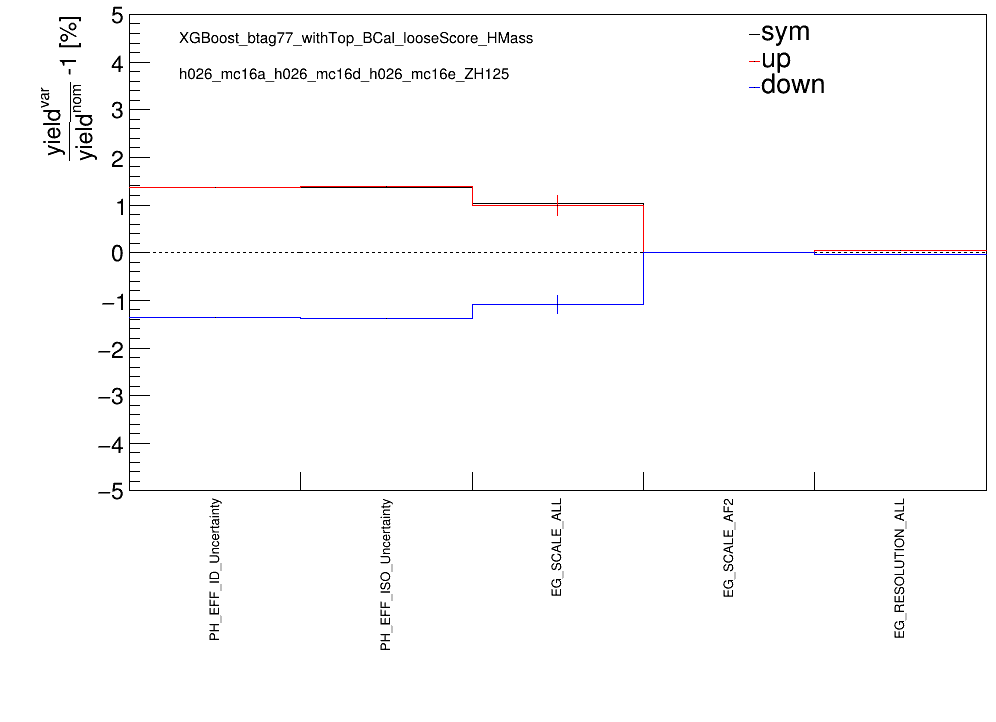 yield^var
yield^nom -1 [%]
5
4
3
2
1
0
−1
−2
−3
−4
−5
XGBoost_btag77_withTop_BCal_looseScore_HMass
h026_mc16a_h026_mc16d_h026_mc16e_ZH125
sym
up
down
PH_EFF_ID_Uncertainty
PH_EFF_ISO_Uncertainty
EG_SCALE_ALL
EG_SCALE_AF2
EG_RESOLUTION_ALL